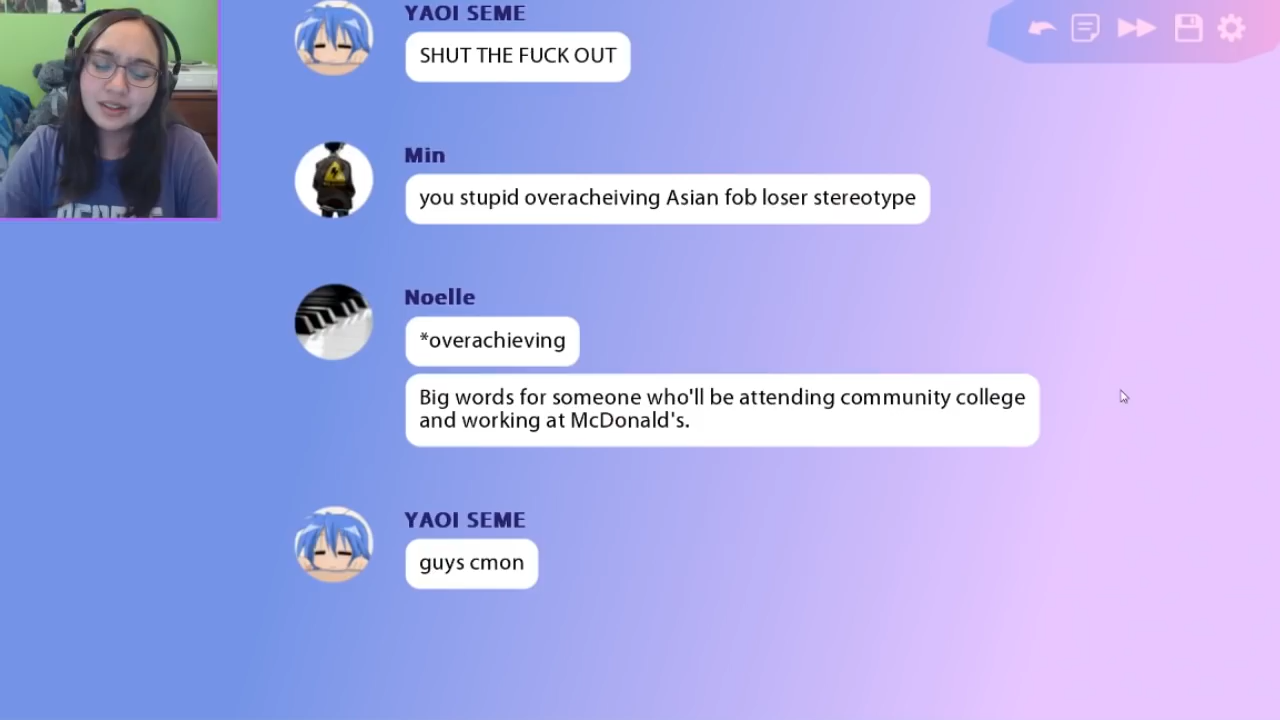 YAOI SEME
SHUT THE FUCK OUT
Min
you stupid overacheiving Asian fob loser stereotype
Noelle
*overachieving
Big words for someone who'll be attending community college
and working at McDonald's.
YAOI SEME
guys cmon